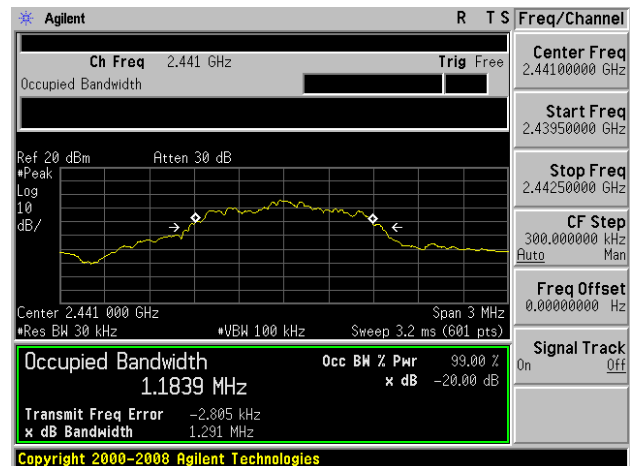 Agilent R T S Freq/Channel
Ch Freq 2.441 GHz Trig Free
Occupied Bandwidth
Center Freq
2.44100000 GHz
Start Freq
2.43950000 GHz
Stop Freq
2.44250000 GHz
CF Step
300.000000 kHz
Auto Man
Freq Offset
0.00000000 Hz
Signal Track
On Off
Ref 20 dBm Atten 30 dB
#Peak
Log
10
dB/
Center 2.441 000 GHz Span 3 MHz
#Res BW 30 kHz #VBW 100 kHz Sweep 3.2 ms (601 pts)
Occupied Bandwidth Occ BW % Pwr 99.00 %
1.1839 MHz x dB -20.00 dB
Transmit Freq Error -2.805 kHz
x dB Bandwidth 1.291 MHz
Copyright 2000-2008 Agilent Technologies